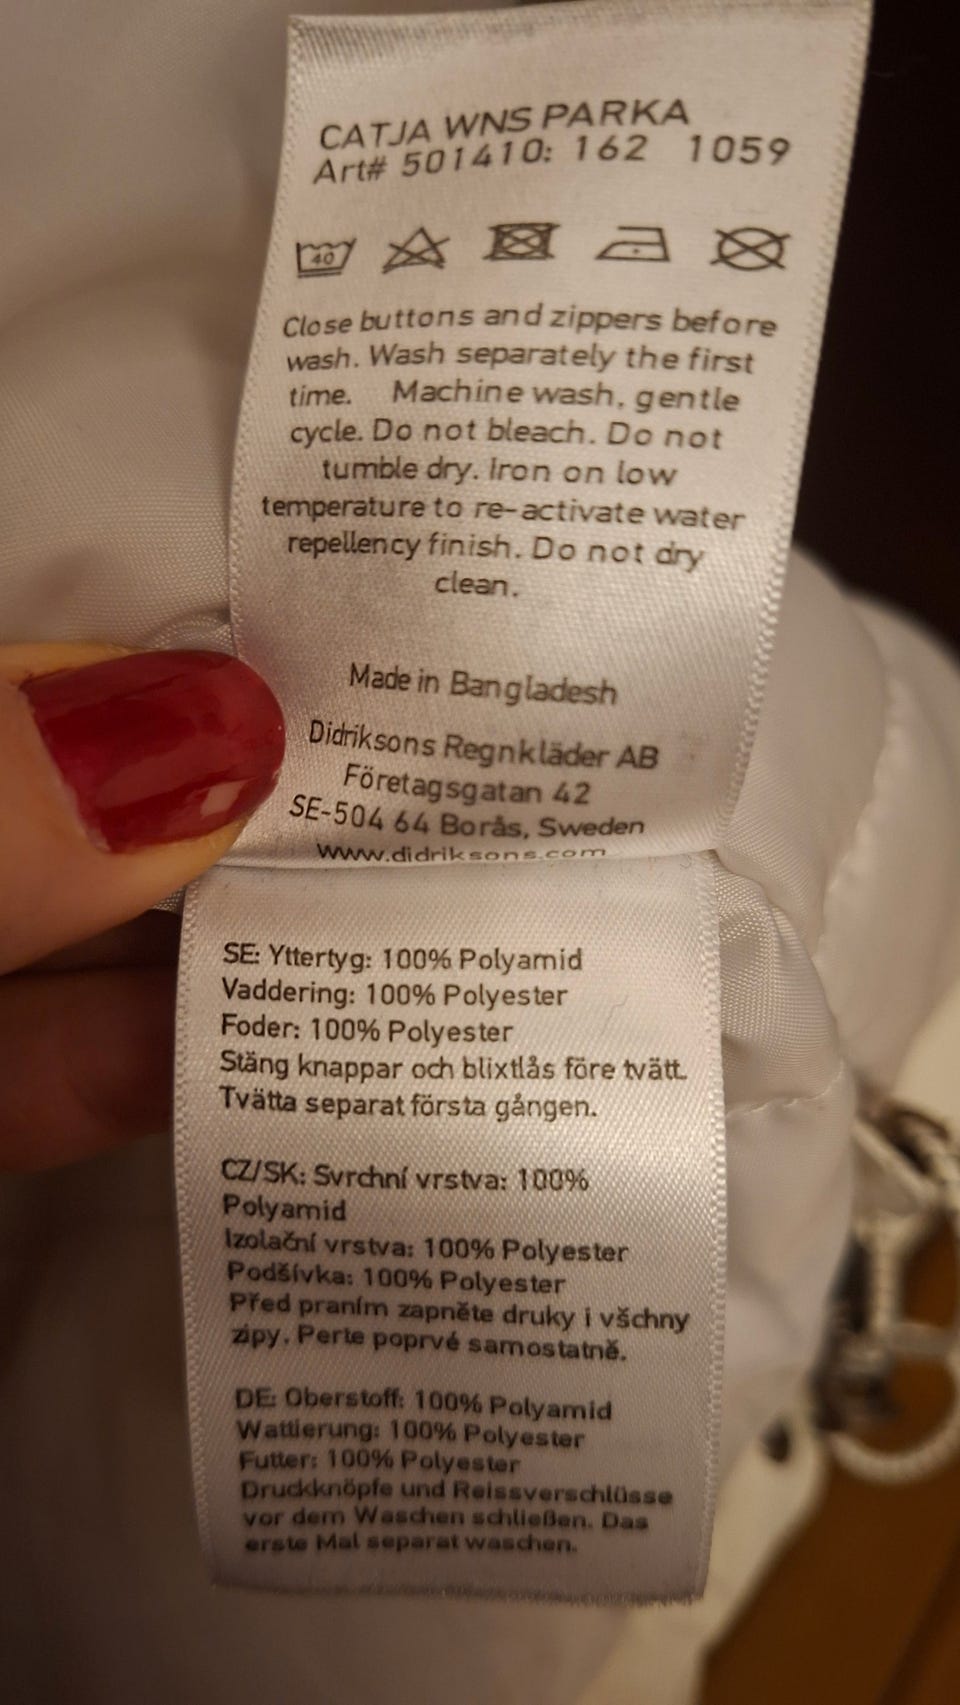 CATJA WNS PARKA
Art# 501410: 162 1059
40
Close buttons and zippers before
wash. Wash separately the first
time. Machine wash, gentle
cycle. Do not bleach. Do not
tumble dry. Iron on low
temperature to re-activate water
repellency finish. Do not dry
clean.
Made in Bangladesh
Didriksons Regnkläder AB
Företagsgatan 42
SE-504 64 Borås, Sweden
www.didriksons.com
SE: Yttertyg: 100% Polyamid
Vaddering: 100% Polyester
Foder: 100% Polyester
Stäng knappar och blixtlås före tvätt.
Tvätta separat första gången.
CZ/SK: Svrchní vrstva: 100%
Polyamid
Izolační vrstva: 100% Polyester
Podšívka: 100% Polyester
Před praním zapněte druky i všchny
zipy. Perte poprvé samostatně.
DE: Oberstoff: 100% Polyamid
Wattierung: 100% Polyester
Futter: 100% Polyester
Druckknöpfe und Reissverschlüsse
vor dem Waschen schließen. Das
erste Mal separat waschen.